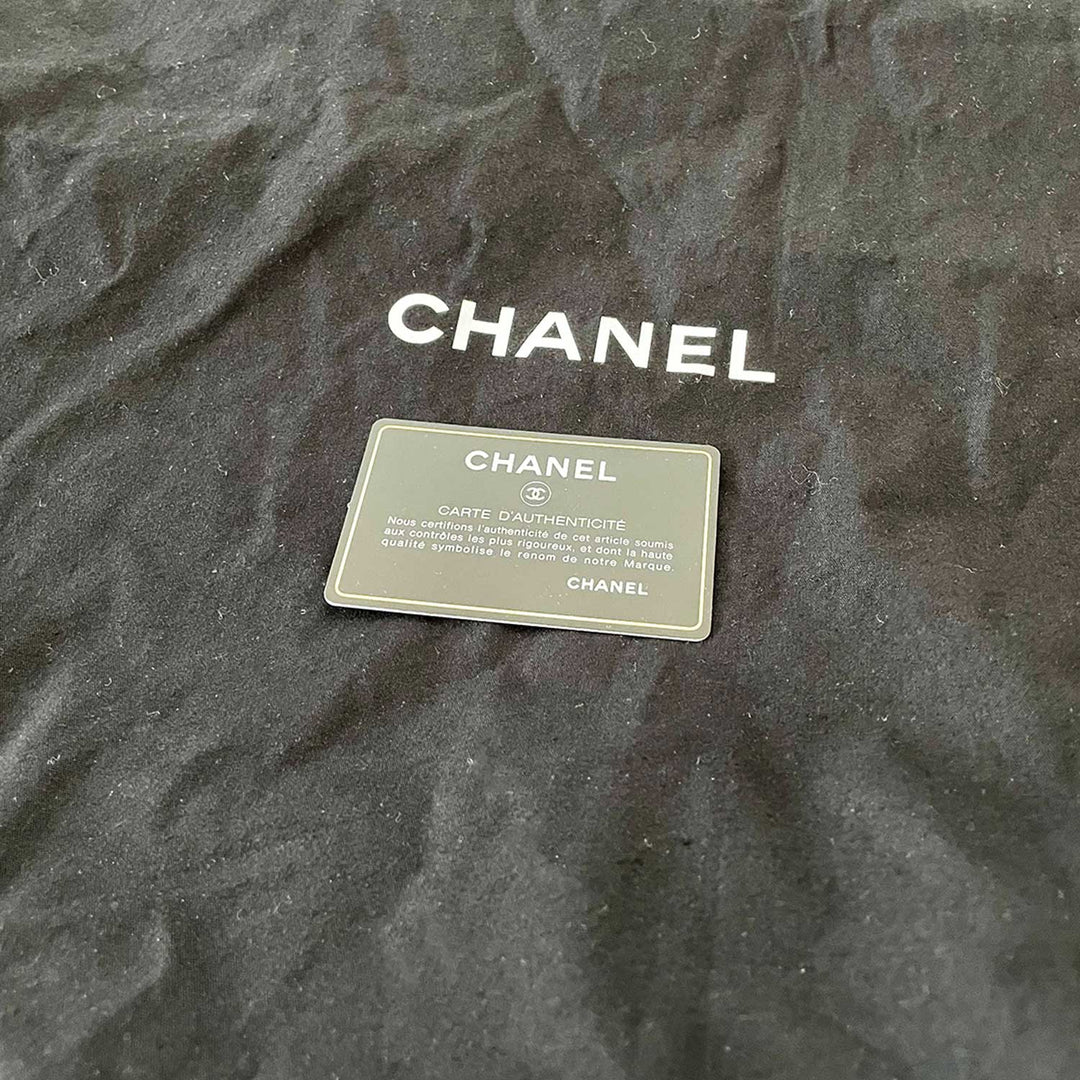 CHANEL
CHANEL
CARTE D'AUTHENTICITÉ
Nous certifions l'authenticité de cet article soumis
aux contrôles les plus rigoureux, et dont la haute
qualité symbolise le renom de notre Marque.
CHANEL